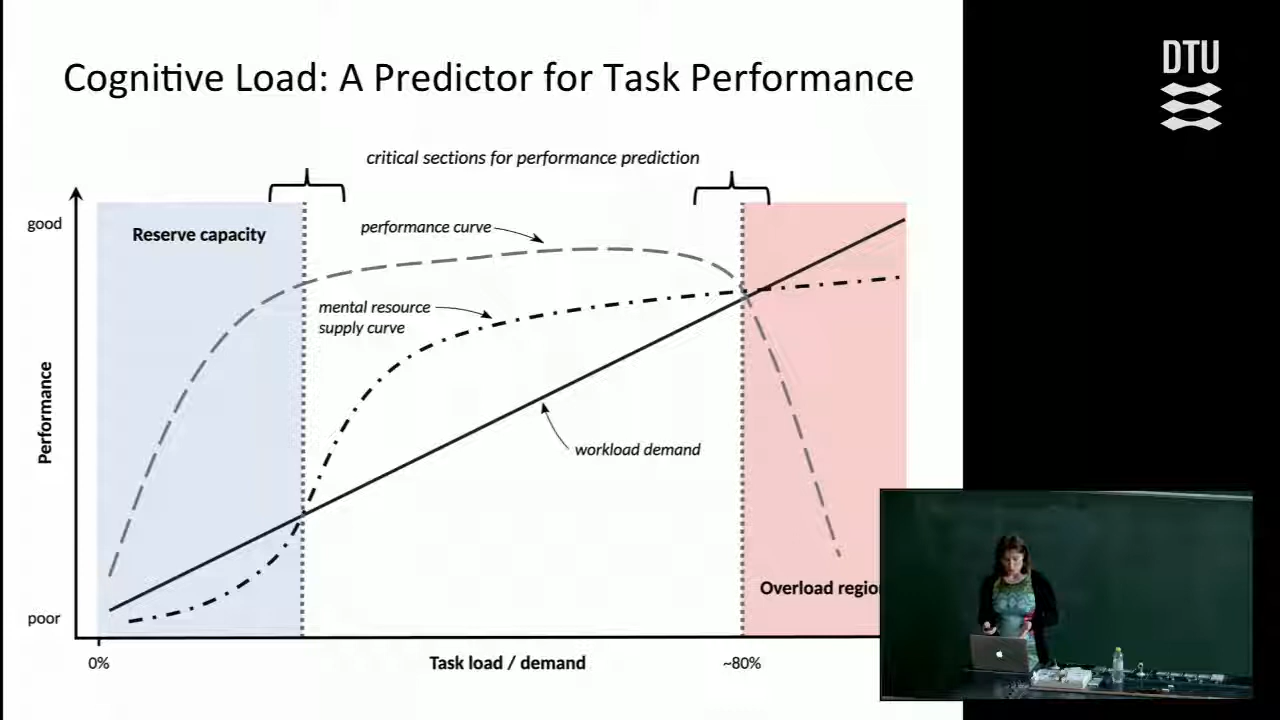 Cognitive Load: A Predictor for Task Performance
DTU
critical sections for performance prediction
good
Reserve capacity
performance curve
mental resource
supply curve
workload demand
Performance
Overload regio
poor
0%
Task load / demand
~80%